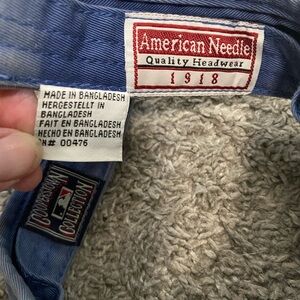 American Needle
Quality Headwear
1918
MADE IN BANGLADESH
HERGESTELLT IN
BANGLADESH
FAIT EN BANGLADESH
HECHO EN BANGLADESH
RN# 00476
COOPERSTOWN
COLLECTION